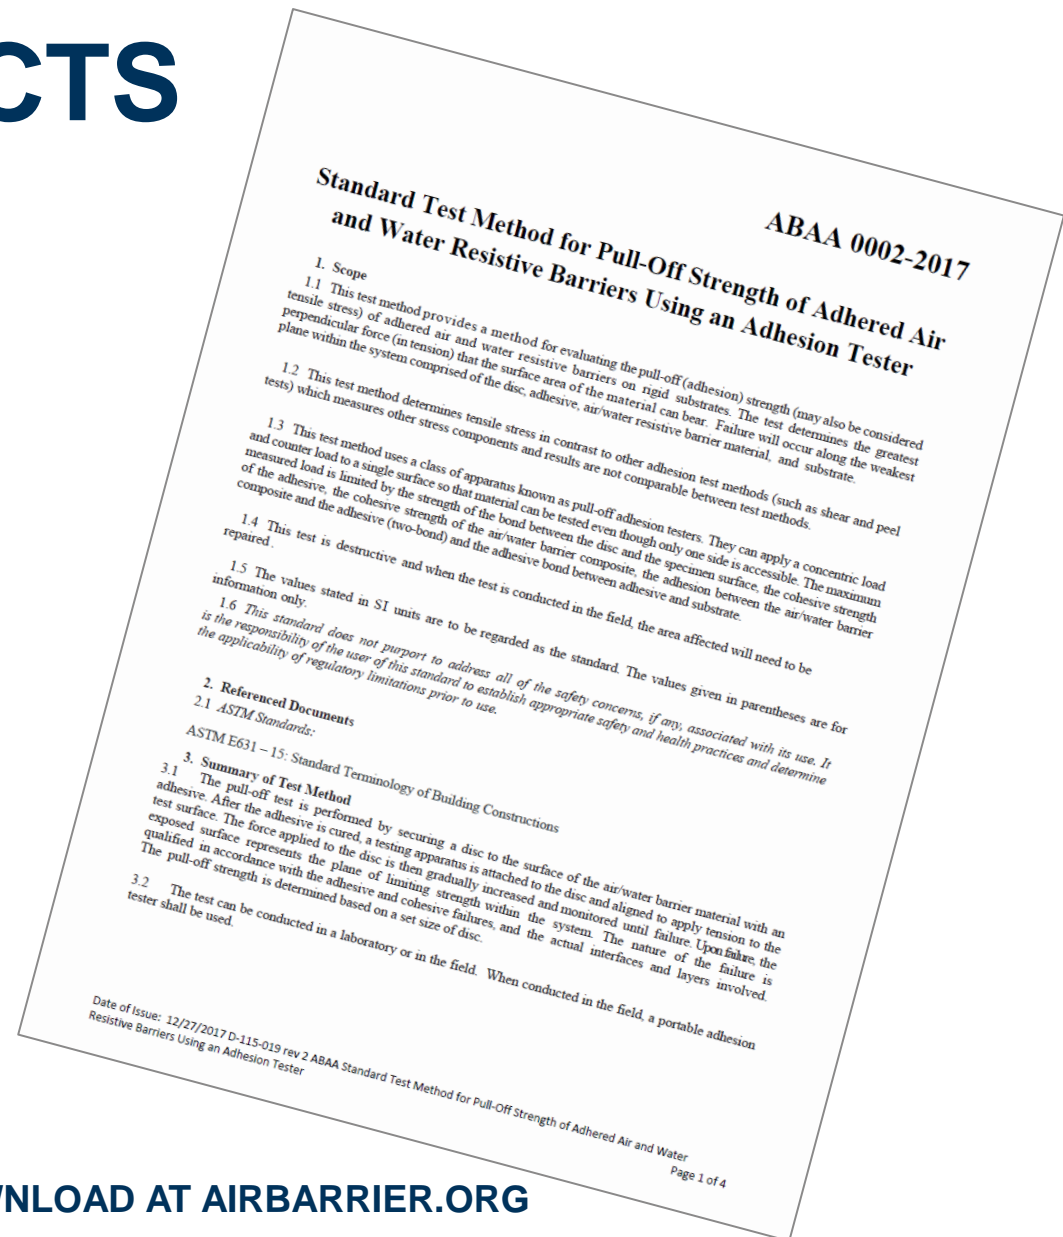 CTS
ABAA 0002-2017
Standard Test Method for Pull-Off Strength of Adhered Air
and Water Resistive Barriers Using an Adhesion Tester
1. Scope
1.1 This test method provides a method for evaluating the pull-off (adhesion) strength (may also be considered
tensile stress) of adhered air and water resistive barriers on rigid substrates. The test determines the greatest
perpendicular force (in tension) that the surface area of the material can bear. Failure will occur along the weakest
plane within the system comprised of the disc, adhesive, air/water resistive barrier material, and substrate.
1.2 This test method determines tensile stress in contrast to other adhesion test methods (such as shear and peel
tests) which measures other stress components and results are not comparable between test methods.
1.3 This test method uses a class of apparatus known as pull-off adhesion testers. They can apply a concentric load
and counter load to a single surface so that material can be tested even though only one side is accessible. The maximum
measured load is limited by the strength of the bond between the disc and the specimen surface, the cohesive strength
of the adhesive, the cohesive strength of the air/water barrier composite, the adhesion between the air/water barrier
composite and the adhesive (two-bond) and the adhesive bond between adhesive and substrate.
1.4 This test is destructive and when the test is conducted in the field, the area affected will need to be
repaired .
1.5 The values stated in SI units are to be regarded as the standard. The values given in parentheses are for
information only.
1.6 This standard does not purport to address all of the safety concerns, if any, associated with its use. It
is the responsibility of the user of this standard to establish appropriate safety and health practices and determine
the applicability of regulatory limitations prior to use.
2. Referenced Documents
2.1 ASTM Standards:
ASTM E631 – 15: Standard Terminology of Building Constructions
3. Summary of Test Method
3.1 The pull-off test is performed by securing a disc to the surface of the air/water barrier material with an
adhesive. After the adhesive is cured, a testing apparatus is attached to the disc and aligned to apply tension to the
test surface. The force applied to the disc is then gradually increased and monitored until failure. Upon failure, the
exposed surface represents the plane of limiting strength within the system. The nature of the failure is
qualified in accordance with the adhesive and cohesive failures, and the actual interfaces and layers involved.
The pull-off strength is determined based on a set size of disc.
3.2 The test can be conducted in a laboratory or in the field. When conducted in the field, a portable adhesion
tester shall be used.
Date of Issue: 12/27/2017 D-115-019 rev 2 ABAA Standard Test Method for Pull-Off Strength of Adhered Air and Water
Resistive Barriers Using an Adhesion Tester
Page 1 of 4
WNLOAD AT AIRBARRIER.ORG